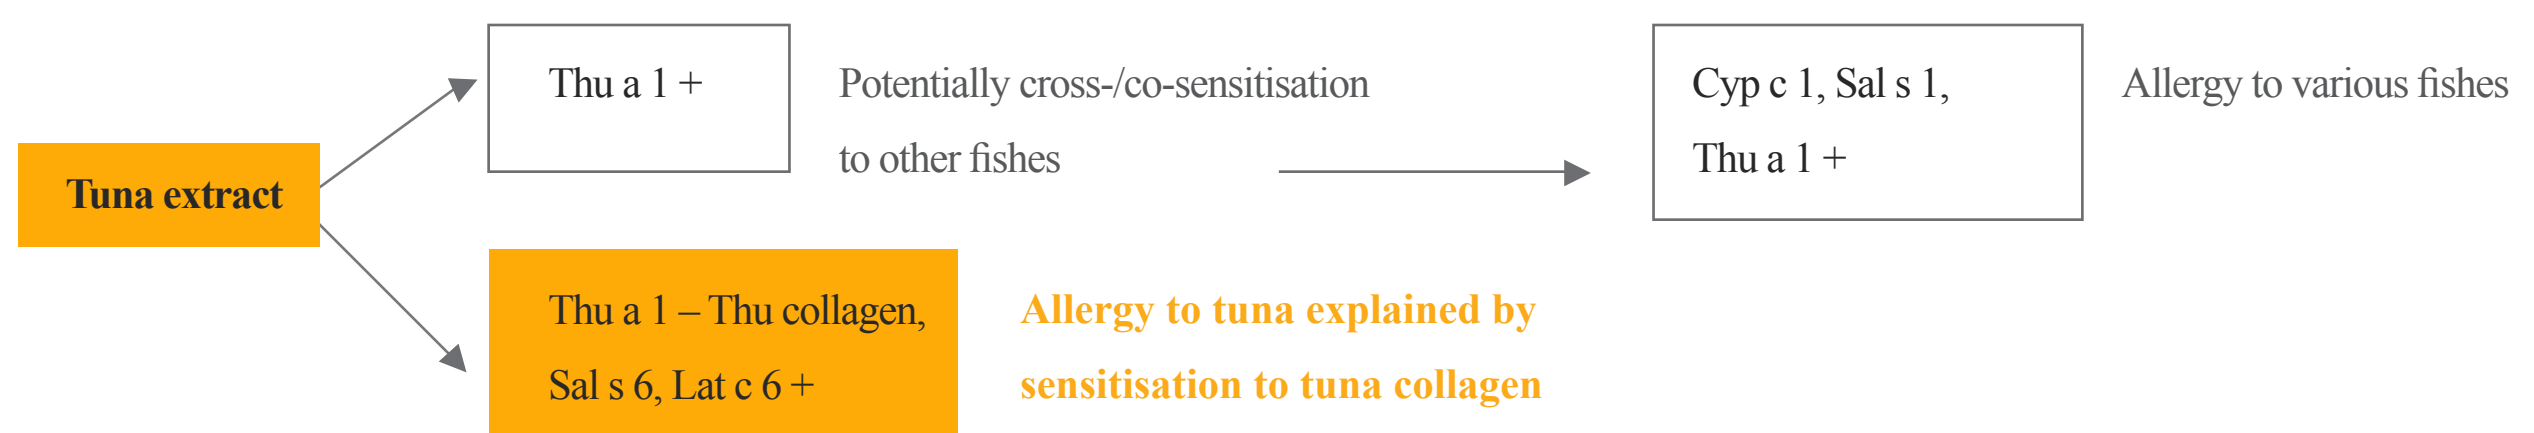 Tuna extract
Thu a 1 +
Potentially cross-/co-sensitisation
to other fishes
Cyp c 1, Sal s 1,
Thu a 1 +
Allergy to various fishes
Thu a 1 – Thu collagen,
Sal s 6, Lat c 6 +
Allergy to tuna explained by
sensitisation to tuna collagen